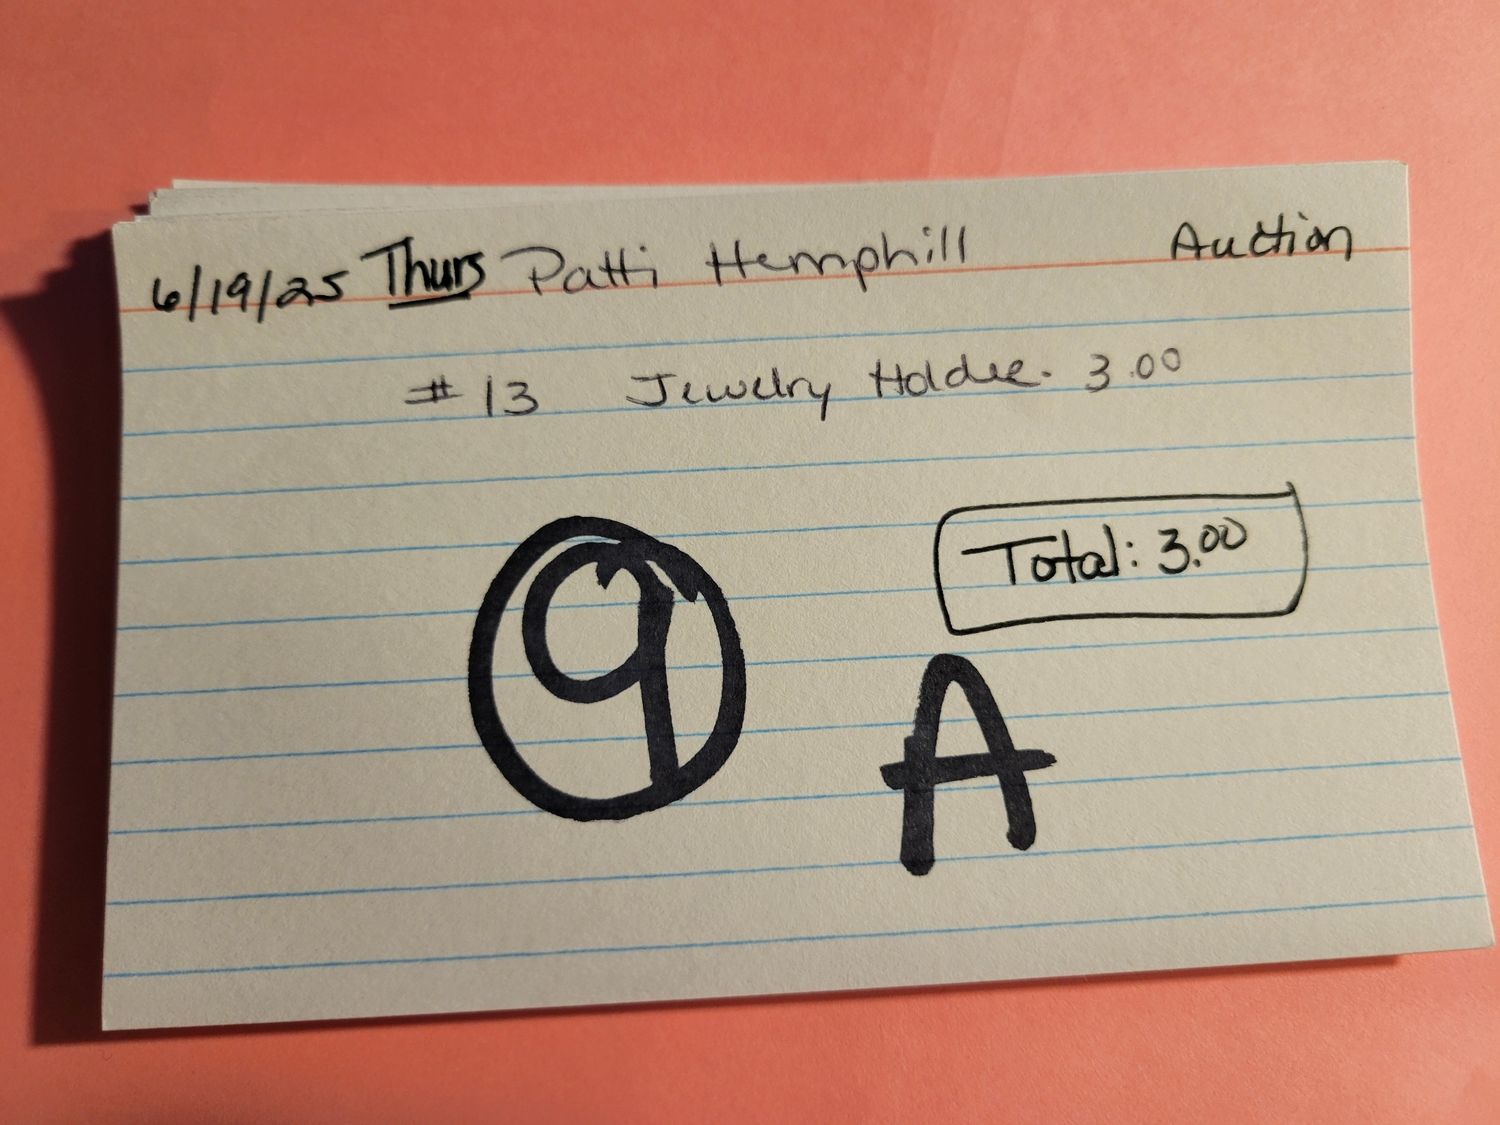 6/19/25 Thurs Patti Hemphill Auction
#13 Jewelry Holder. 3.00
Total: 3.00
9
A